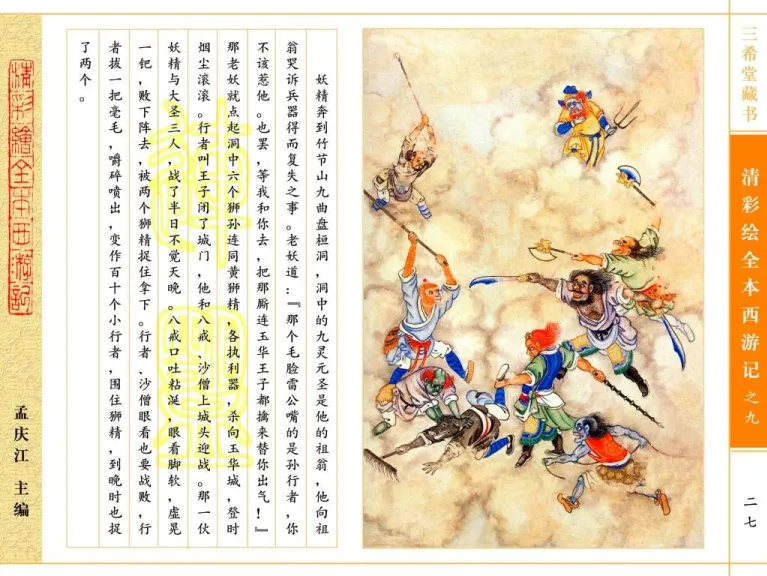 三希堂藏书
清彩绘全本西游记之九
二七
妖精奔到竹节山九曲盘桓洞，洞中的九灵元圣是他的祖翁，他向祖
翁哭诉兵器得而复失之事。老妖道：『那个毛脸雷公嘴的是孙行者，你
不该惹他。也罢，等我和你去，把那厮连玉华王子都擒来替你出气！』
那老妖就点起洞中六个狮孙连同黄狮精，各执利器，杀向玉华城，登时
烟尘滚滚。行者叫王子闭了城门，他和八戒、沙僧上城头迎战。那一伙
妖精与大圣三人，战了半日不觉天晚。八戒口吐粘涎，眼看脚软，虚晃
一钯，败下阵去，被两个狮精捉住拿下。行者、沙僧眼看也要战败，行
者拔一把毫毛，嚼碎喷出，变作百十个小行者，围住狮精，到晚时也捉
了两个。
清彩繪全本西游記
孟庆江 主编